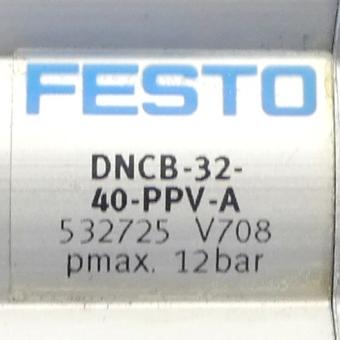 FESTO
DNCB-32-
40-PPV-A
532725 V708
pmax. 12bar